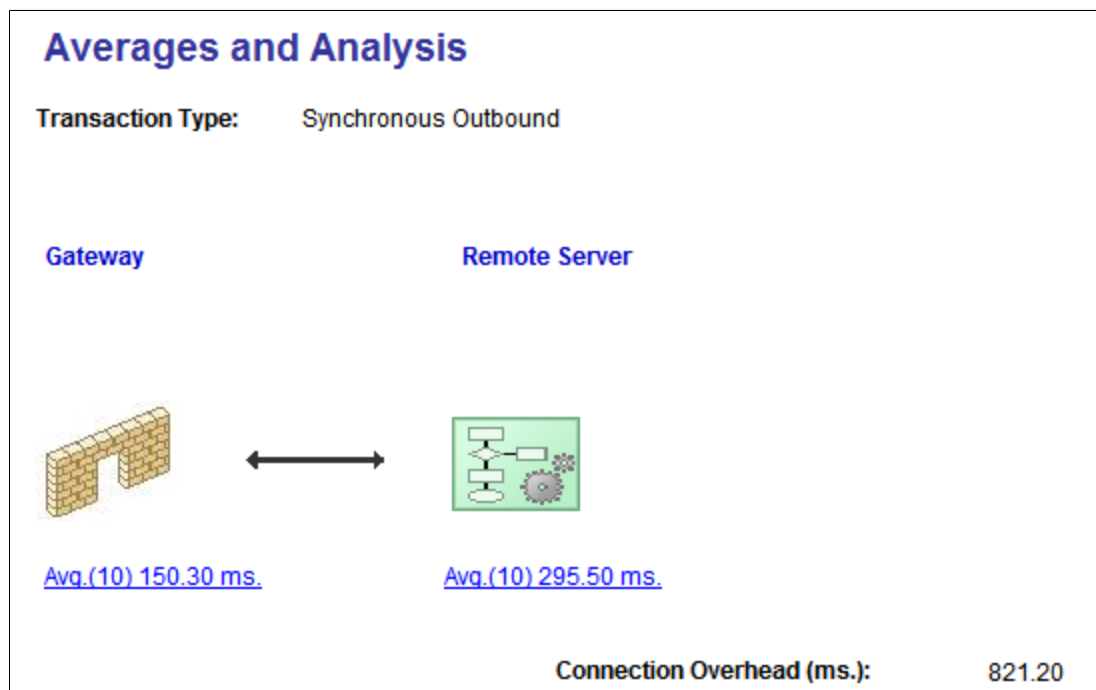 Averages and Analysis
Transaction Type: Synchronous Outbound
Gateway Remote Server
Avg.(10) 150.30 ms. Avg.(10) 295.50 ms.
Connection Overhead (ms.): 821.20